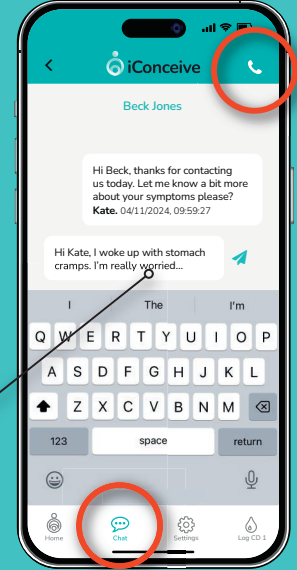 iConceive
Beck Jones
Hi Beck, thanks for contacting
us today. Let me know a bit more
about your symptoms please?
Kate. 04/11/2024, 09:59:27
Hi Kate, I woke up with stomach
cramps. I'm really worried...
I The I'm
Q W E R T Y U I O P
A S D F G H J K L
Z X C V B N M
123 space return
Home Chat Settings Log CD 1